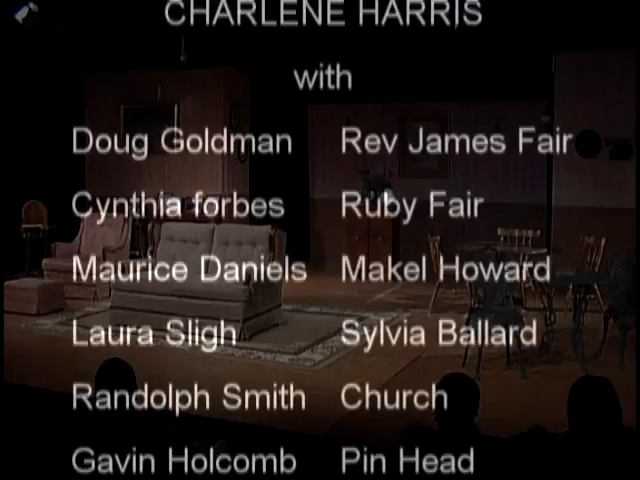 CHARLENE HARRIS
with
Doug Goldman Rev James Fair
Cynthia forbes Ruby Fair
Maurice Daniels Makel Howard
Laura Sligh Sylvia Ballard
Randolph Smith Church
Gavin Holcomb Pin Head